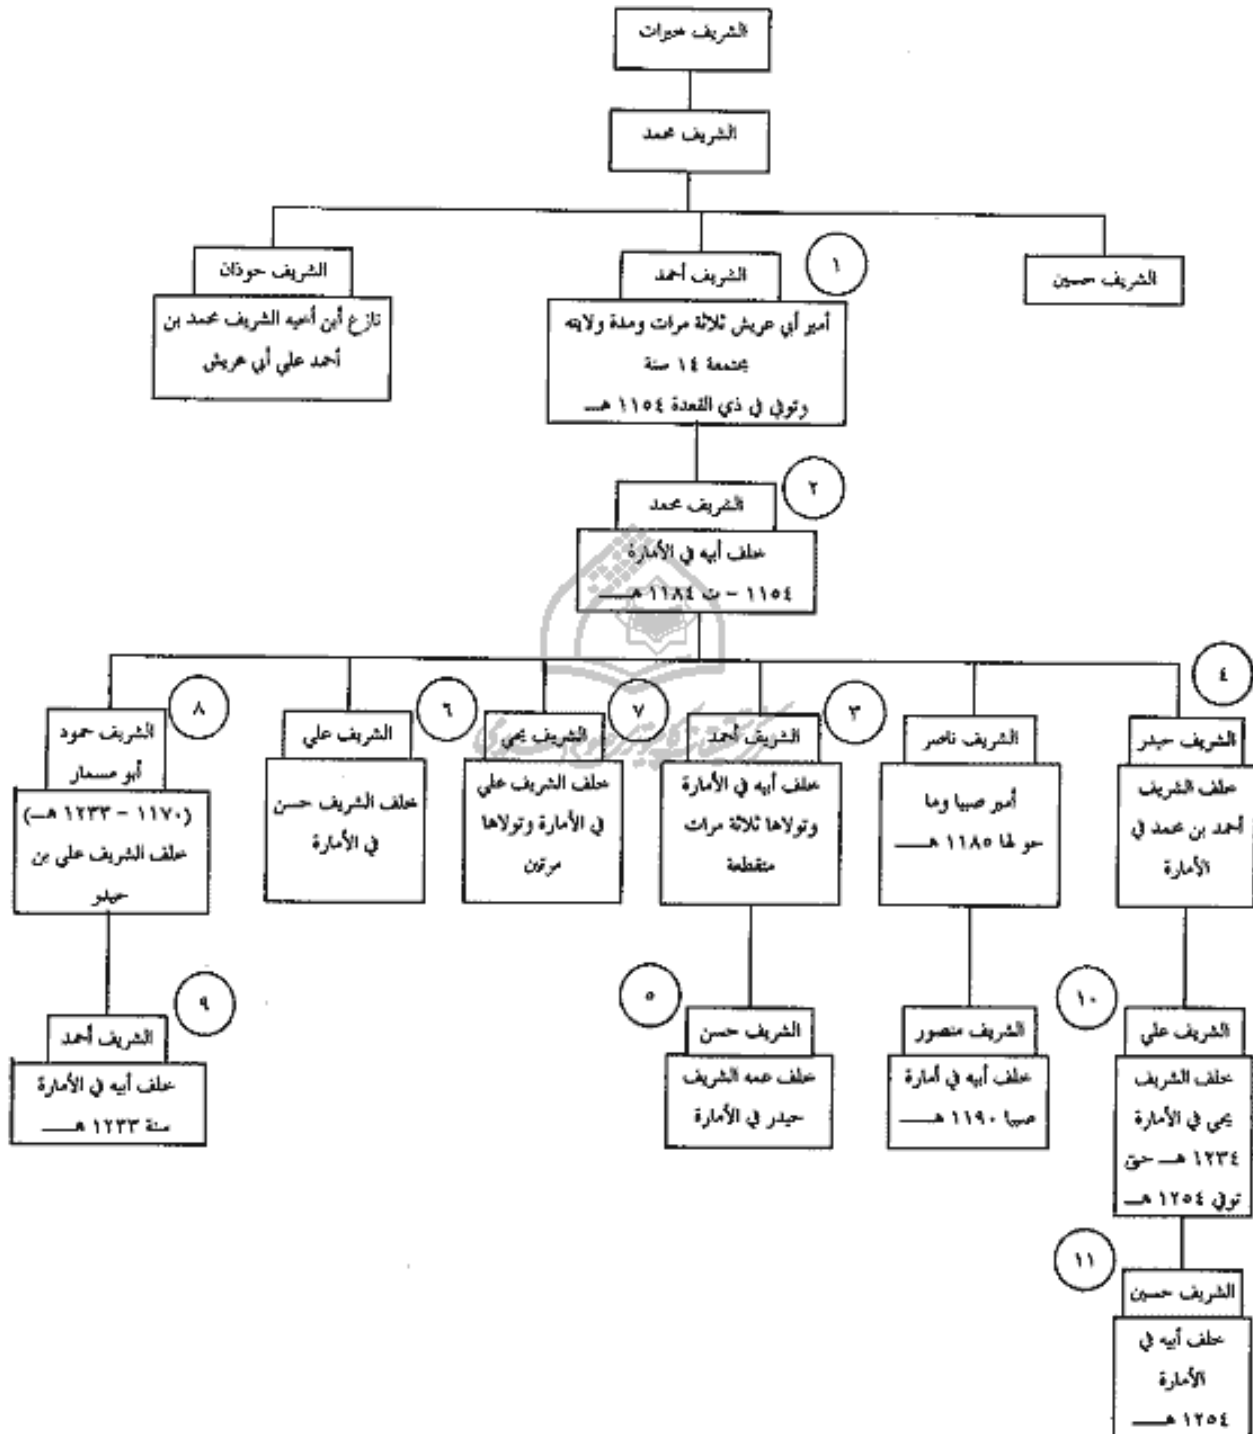 الشريف خيرات
الشريف محمد
الشريف حسين
١
الشريف أحمد
أمير أبي عريش ثلاثة مرات ومدة ولايته
مجتمعة ١٤ سنة
وتوفي في ذي القعدة ١١٥٤ هـ
الشريف حوذان
نازع أبن أخيه الشريف محمد بن
أحمد علي أبي عريش
٢
الشريف محمد
خلف أبيه في الأمارة
١١٥٤ - ت ١١٨٤ هـ
٤
الشريف حيدر
خلف الشريف
أحمد بن محمد في
الأمارة
الشريف ناصر
أمير صبيا وما
حولها ١١٨٥ هـ
٣
الشريف أحمد
خلف أبيه في الأمارة
وتولاها ثلاثة مرات
متقطعة
٧
الشريف يحي
خلف الشريف علي
في الأمارة وتولاها
مرتين
٦
الشريف علي
خلف الشريف حسن
في الأمارة
٨
الشريف حمود
أبو مسمار
(١١٧٠ - ١٢٣٣ هـ)
خلف الشريف علي بن
حيدر
١٠
الشريف علي
خلف الشريف
يحي في الأمارة
١٢٣٤ هـ حتى
توفي ١٢٥٤ هـ
الشريف منصور
خلف أبيه في أمارة
صبيا ١١٩٠ هـ
٥
الشريف حسن
خلف عمه الشريف
حيدر في الأمارة
٩
الشريف أحمد
خلف أبيه في الأمارة
سنة ١٢٣٣ هـ
١١
الشريف حسين
خلف أبيه في
الأمارة
١٢٥٤ هـ